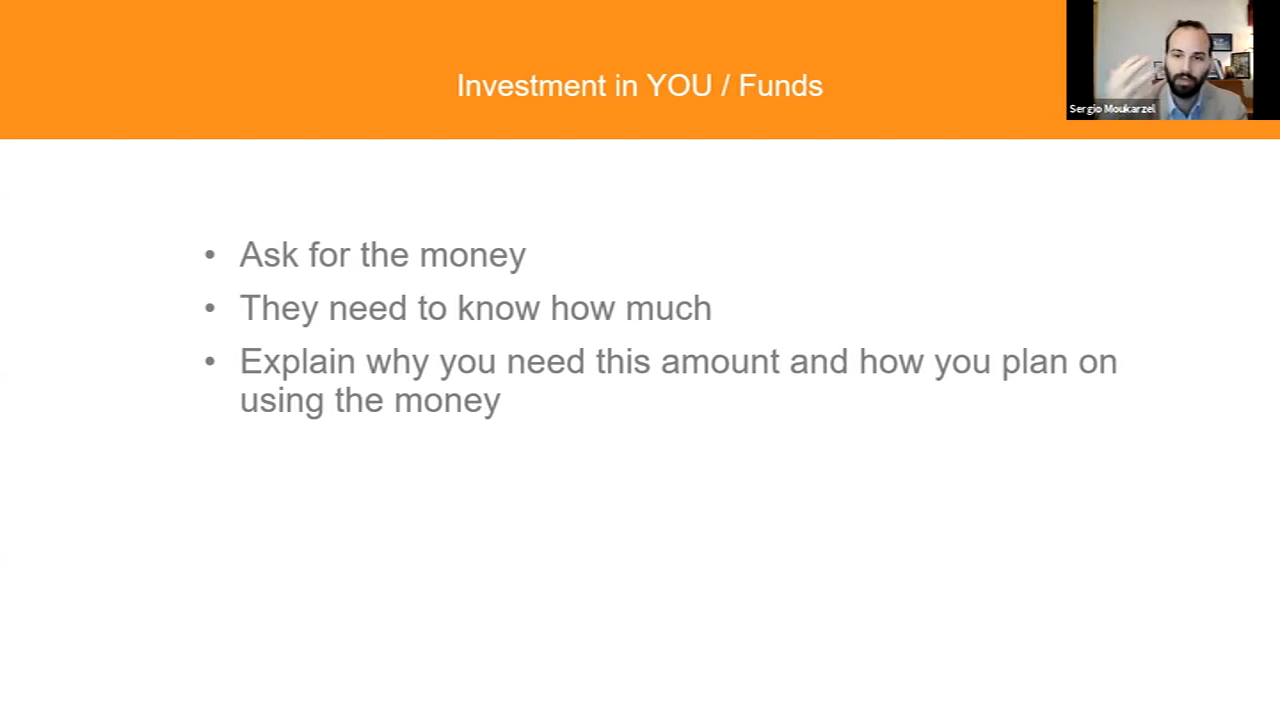 Investment in YOU / Funds
Sergio Moukarzel
• Ask for the money
• They need to know how much
• Explain why you need this amount and how you plan on
using the money